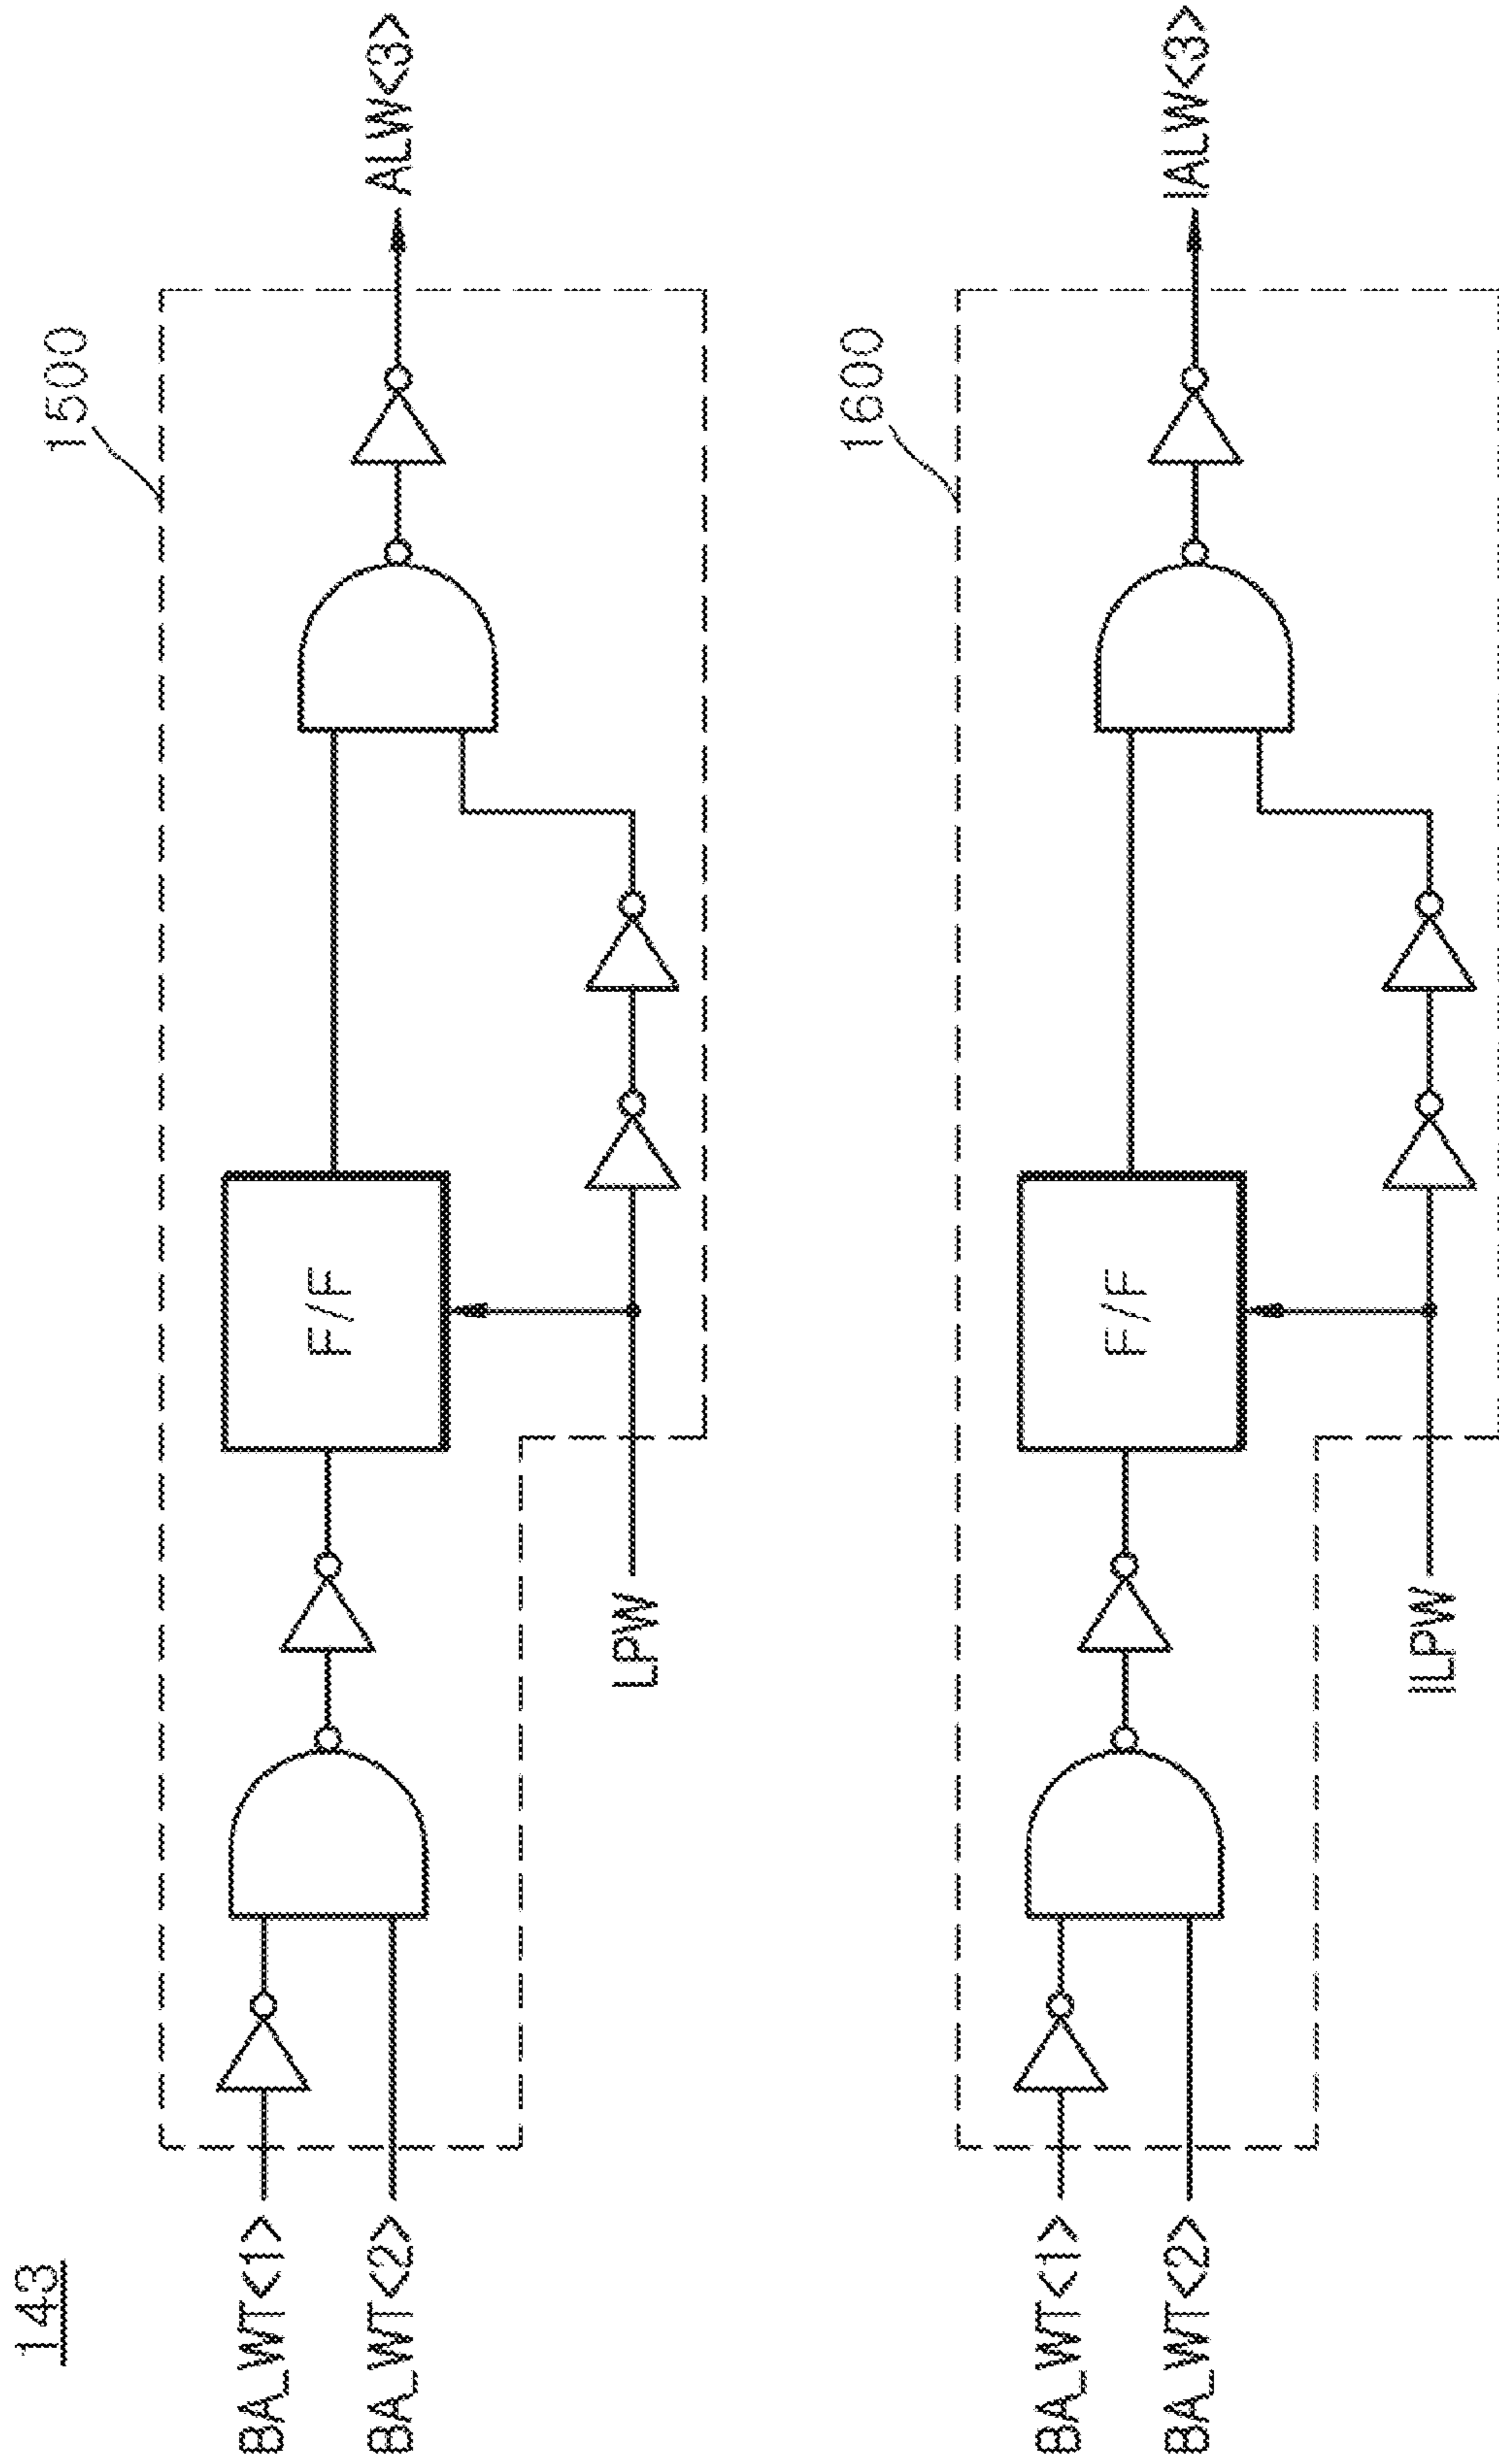 143
1500
BA_WT<1>
BA_WT<2>
F/F
LPW
ALW<3>
1600
BA_WT<1>
BA_WT<2>
F/F
ILPW
IALW<3>